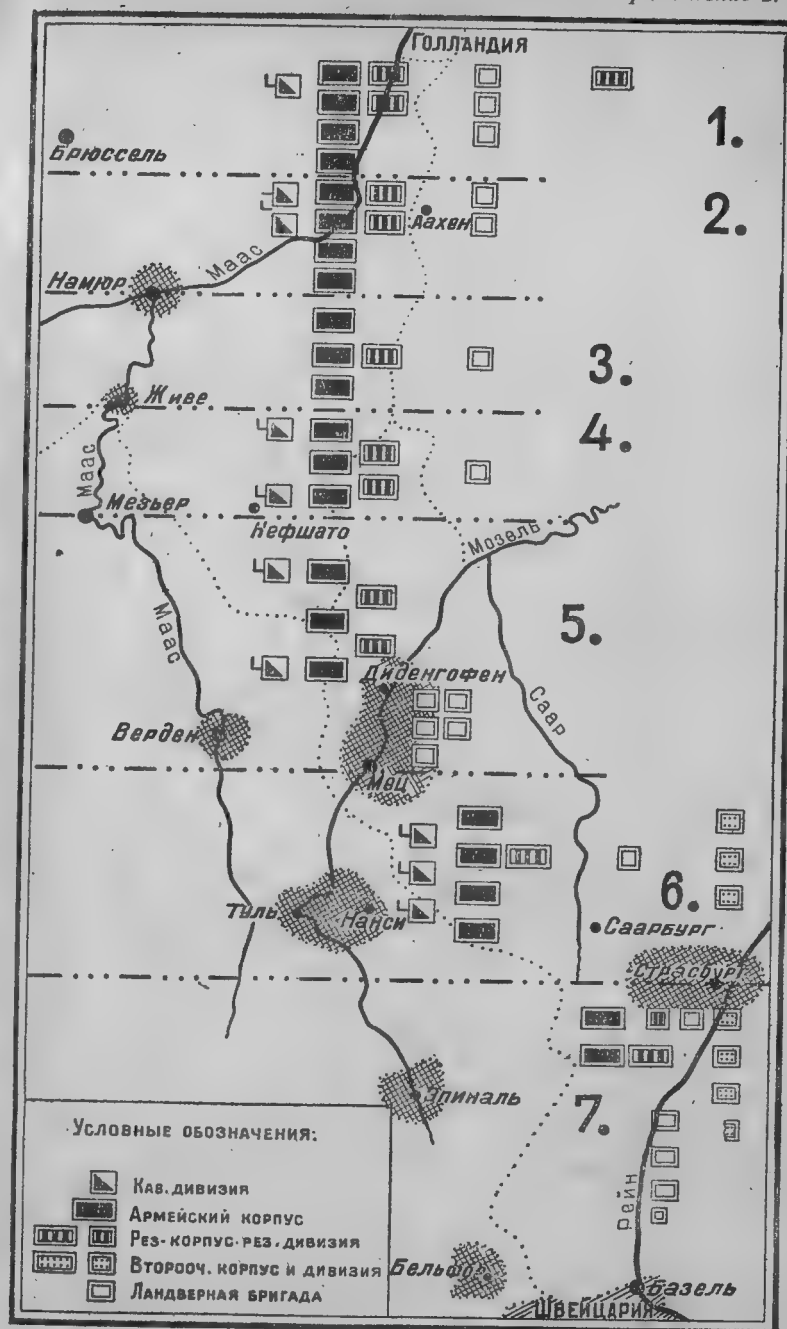 ГОЛЛАНДИЯ
1.
Брюссель
2.
Аахен
Маас
Намюр
3.
Живе
4.
Маас
Мезьер
Нефшато
Мозель
5.
Маас
Диденгофен
Саар
Верден
Мец
6.
Туль
Нанси
Саарбург
Страсбург
Эпиналь
7.
Рейн
Бельфор
Базель
ШВЕЙЦАРИЯ
УСЛОВНЫЕ ОБОЗНАЧЕНИЯ:
КАВ. ДИВИЗИЯ
АРМЕЙСКИЙ КОРПУС
РЕЗ-КОРПУС-РЕЗ. ДИВИЗИЯ
ВТОРООЧ. КОРПУС И ДИВИЗИЯ
ЛАНДВЕРНАЯ БРИГАДА